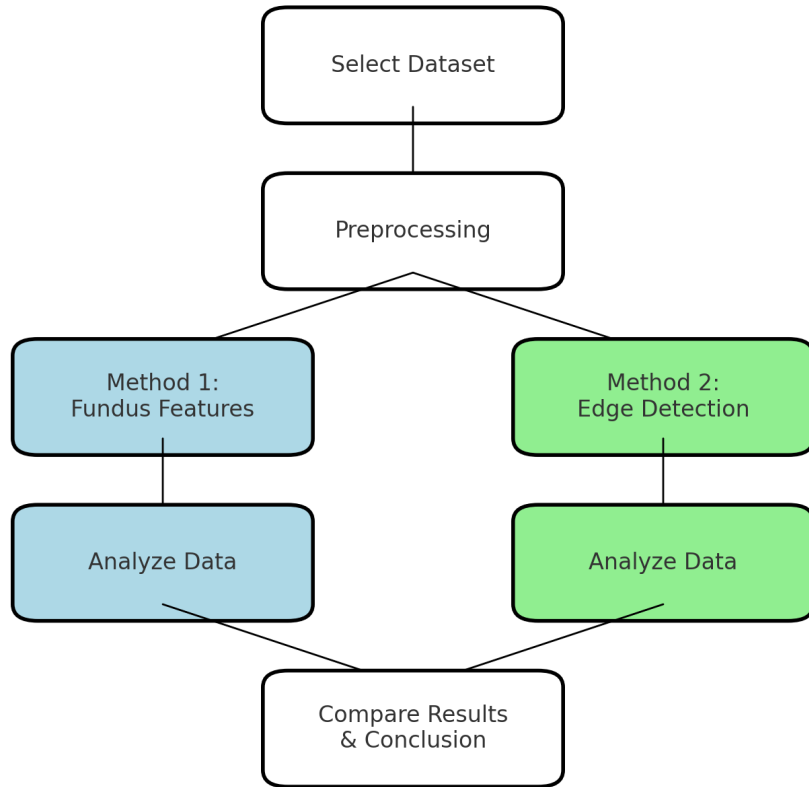 Select Dataset
Preprocessing
Method 1:
Fundus Features
Method 2:
Edge Detection
Analyze Data
Analyze Data
Compare Results
& Conclusion